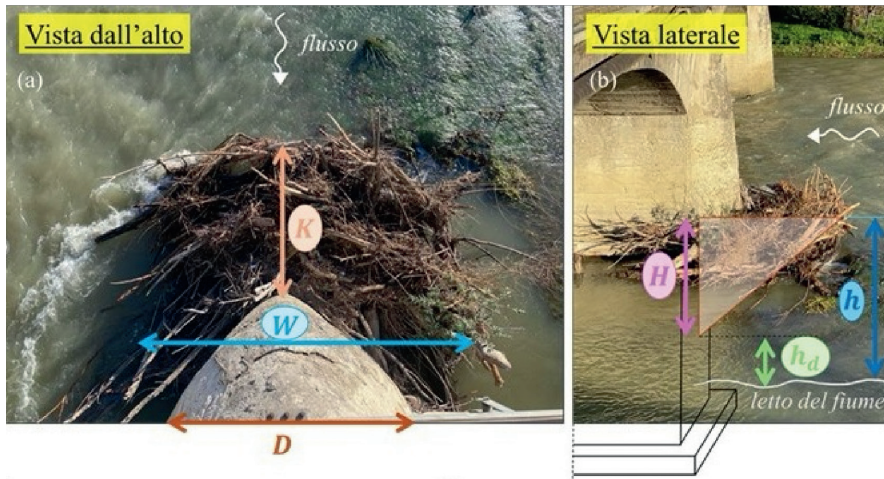 Vista dall'alto
flusso
(a)
K
W
D
Vista laterale
(b)
flusso
H
h
h_d
letto del fiume